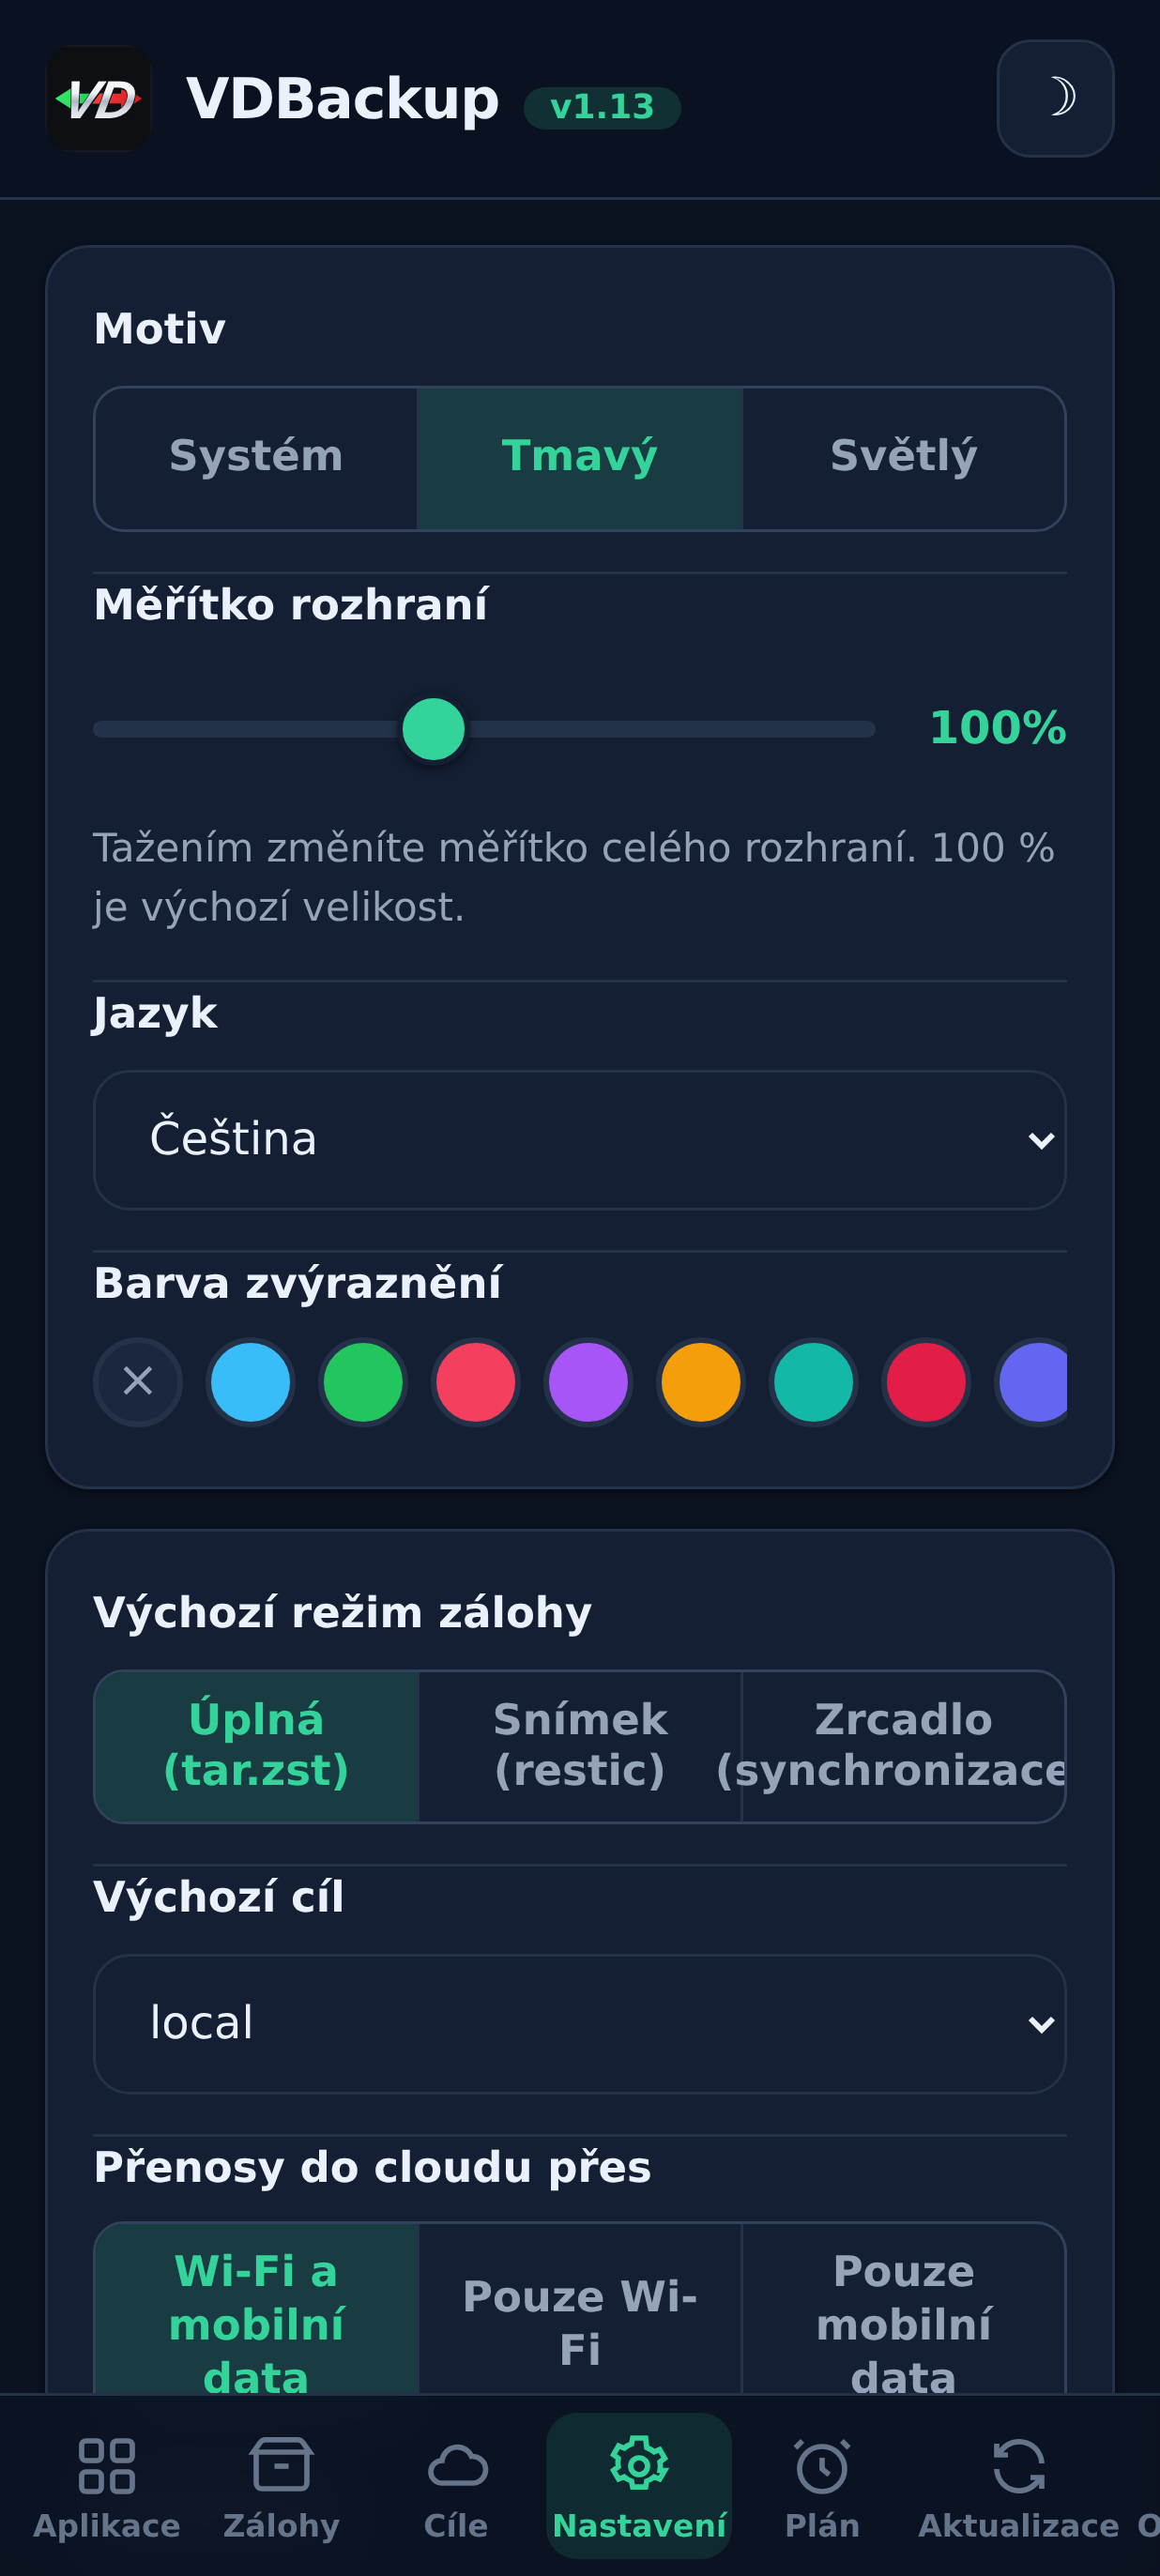 VD
VDBackup v1.13
Motiv
Systém Tmavý Světlý
Měřítko rozhraní
100%
Tažením změníte měřítko celého rozhraní. 100 %
je výchozí velikost.
Jazyk
Čeština
Barva zvýraznění
Výchozí režim zálohy
Úplná
(tar.zst)
Snímek
(restic)
Zrcadlo
(synchronizace
Výchozí cíl
local
Přenosy do cloudu přes
Wi-Fi a
mobilní
data
Pouze Wi-
Fi
Pouze
mobilní
data
Aplikace Zálohy Cíle Nastavení Plán Aktualizace